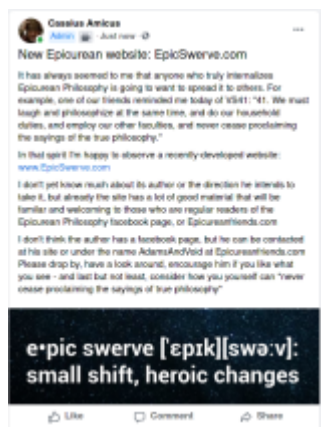 Cassius Amicus
Admin · Just now ·
New Epicurean website: EpicSwerve.com
It has always seemed to me that anyone who truly internalizes
Epicurean Philosophy is going to want to spread it to others. For
example, one of our friends reminded me today of VS41: "41. We must
laugh and philosophize at the same time, and do our household
duties, and employ our other faculties, and never cease proclaiming
the sayings of the true philosophy."
In that spirit I'm happy to observe a recently-developed website:
www.EpicSwerve.com
I don't yet know much about its author or the direction he intends to
take it, but already the site has a lot of good material that will be
familar and welcoming to those who are regular readers of the
Epicurean Philosophy facebook page, or Epicureanfriends.com
I don't think the author has a facebook page, but he can be contacted
at his site or under the name AdamsAndVoid at Epicureanfriends.com
Please drop by, have a look around, encourage him if you like what
you see - and last but not least, consider how you yourself can "never
cease proclaiming the sayings of true philosophy"
e•pic swerve ['ɛpɪk][swəːv]:
small shift, heroic changes
Like Comment Share